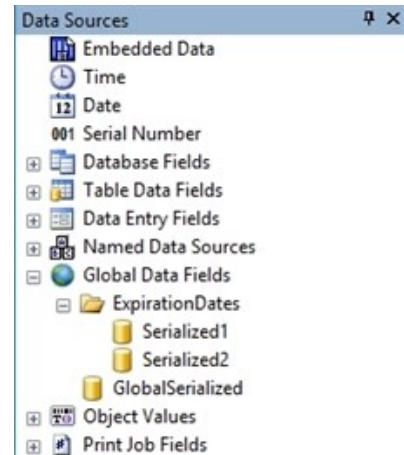 Data Sources
Embedded Data
Time
12 Date
001 Serial Number
Database Fields
Table Data Fields
Data Entry Fields
Named Data Sources
Global Data Fields
ExpirationDates
Serialized1
Serialized2
GlobalSerialized
Object Values
Print Job Fields